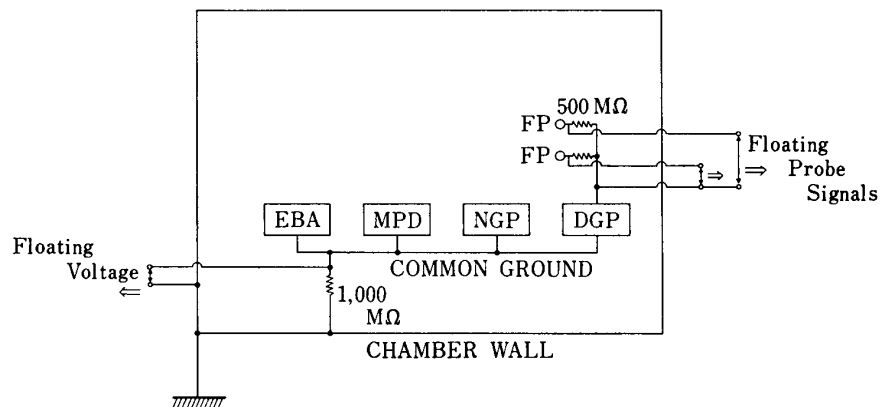 500 MΩ
FP
FP
Floating
Probe
Signals
EBA MPD NGP DGP
Floating
Voltage
COMMON GROUND
1,000
MΩ
CHAMBER WALL